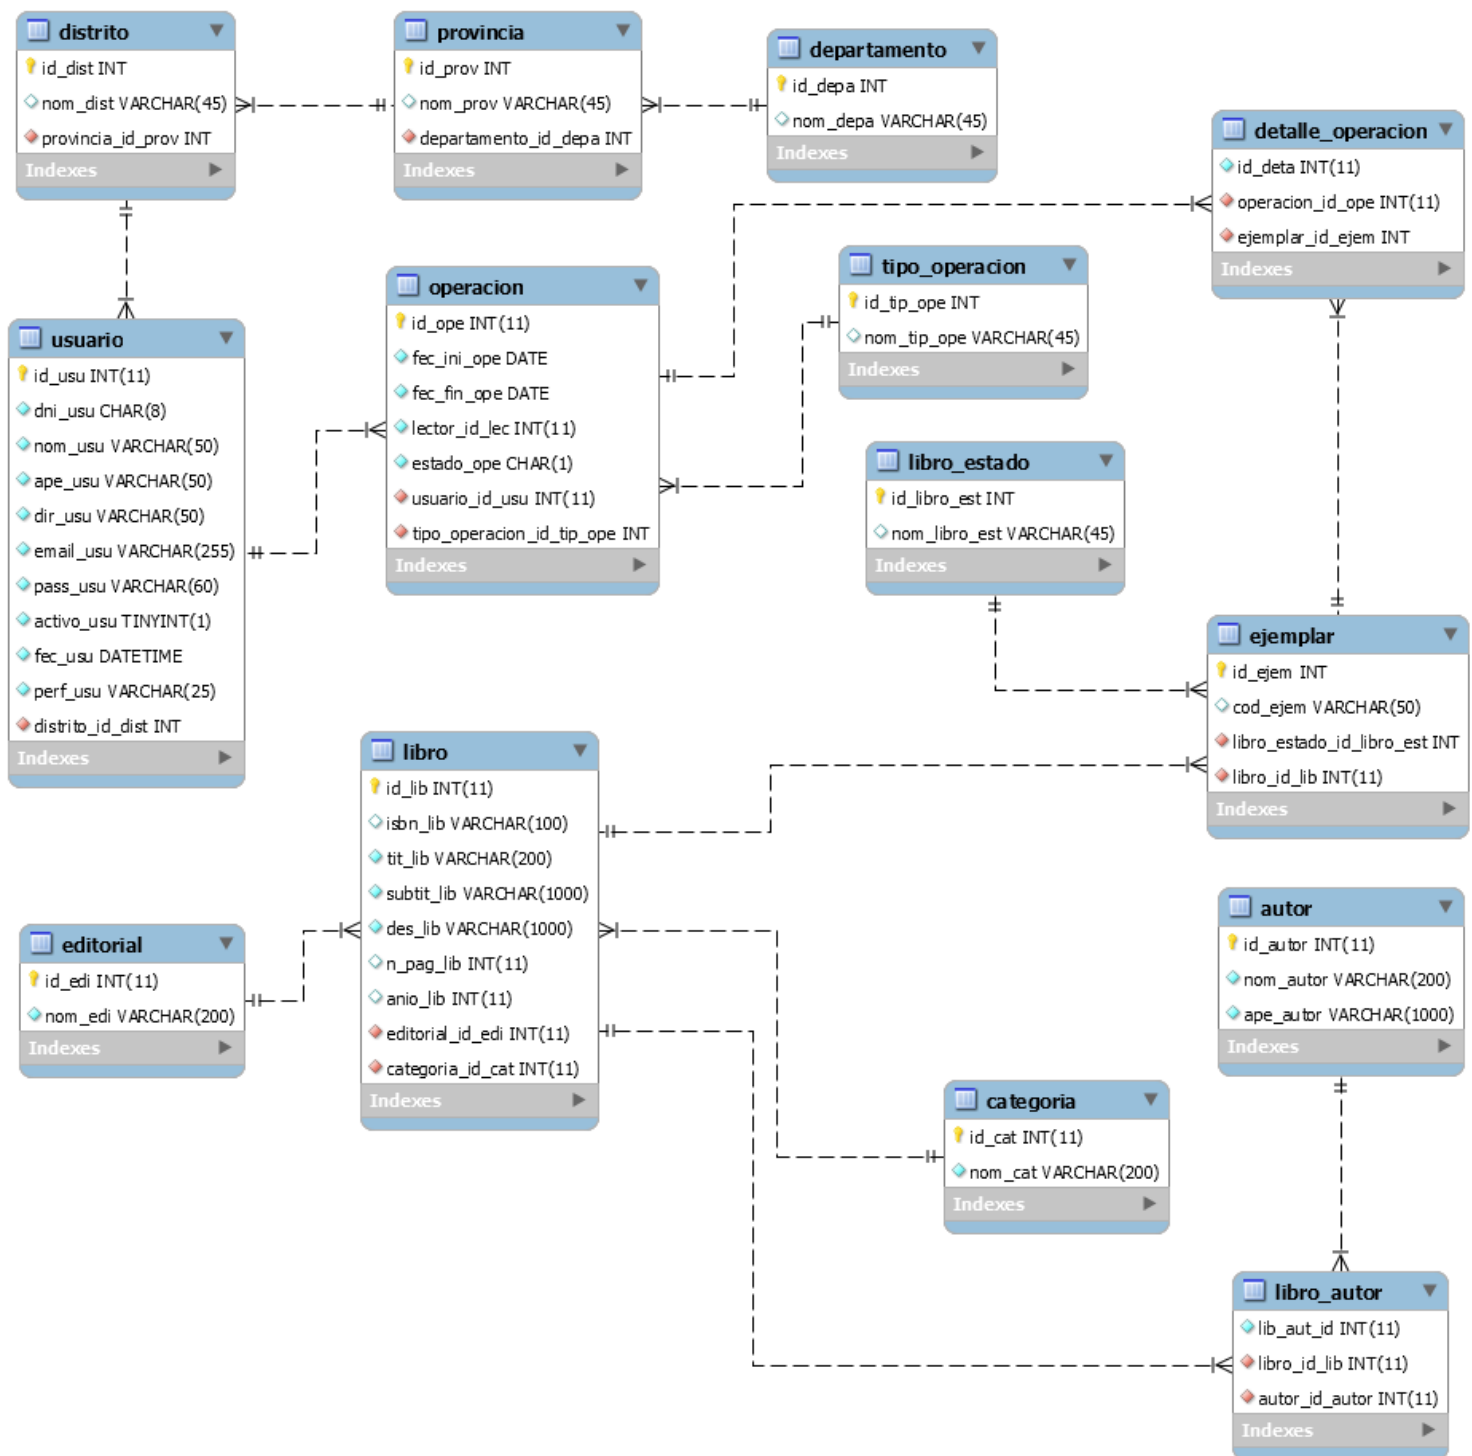 distrito
id_dist INT
nom_dist VARCHAR(45)
provincia_id_prov INT
Indexes
provincia
id_prov INT
nom_prov VARCHAR(45)
departamento_id_depa INT
Indexes
departamento
id_depa INT
nom_depa VARCHAR(45)
Indexes
detalle_operacion
id_deta INT(11)
operacion_id_ope INT(11)
ejemplar_id_ejem INT
Indexes
usuario
id_usu INT(11)
dni_usu CHAR(8)
nom_usu VARCHAR(50)
ape_usu VARCHAR(50)
dir_usu VARCHAR(50)
email_usu VARCHAR(255)
pass_usu VARCHAR(60)
activo_usu TINYINT(1)
fec_usu DATETIME
perf_usu VARCHAR(25)
distrito_id_dist INT
Indexes
operacion
id_ope INT(11)
fec_ini_ope DATE
fec_fin_ope DATE
lector_id_lec INT(11)
estado_ope CHAR(1)
usuario_id_usu INT(11)
tipo_operacion_id_tip_ope INT
Indexes
tipo_operacion
id_tip_ope INT
nom_tip_ope VARCHAR(45)
Indexes
libro_estado
id_libro_est INT
nom_libro_est VARCHAR(45)
Indexes
ejemplar
id_ejem INT
cod_ejem VARCHAR(50)
libro_estado_id_libro_est INT
libro_id_lib INT(11)
Indexes
libro
id_lib INT(11)
isbn_lib VARCHAR(100)
tit_lib VARCHAR(200)
subtit_lib VARCHAR(1000)
des_lib VARCHAR(1000)
n_pag_lib INT(11)
anio_lib INT(11)
editorial_id_edi INT(11)
categoria_id_cat INT(11)
Indexes
editorial
id_edi INT(11)
nom_edi VARCHAR(200)
Indexes
autor
id_autor INT(11)
nom_autor VARCHAR(200)
ape_autor VARCHAR(1000)
Indexes
categoria
id_cat INT(11)
nom_cat VARCHAR(200)
Indexes
libro_autor
lib_aut_id INT(11)
libro_id_lib INT(11)
autor_id_autor INT(11)
Indexes